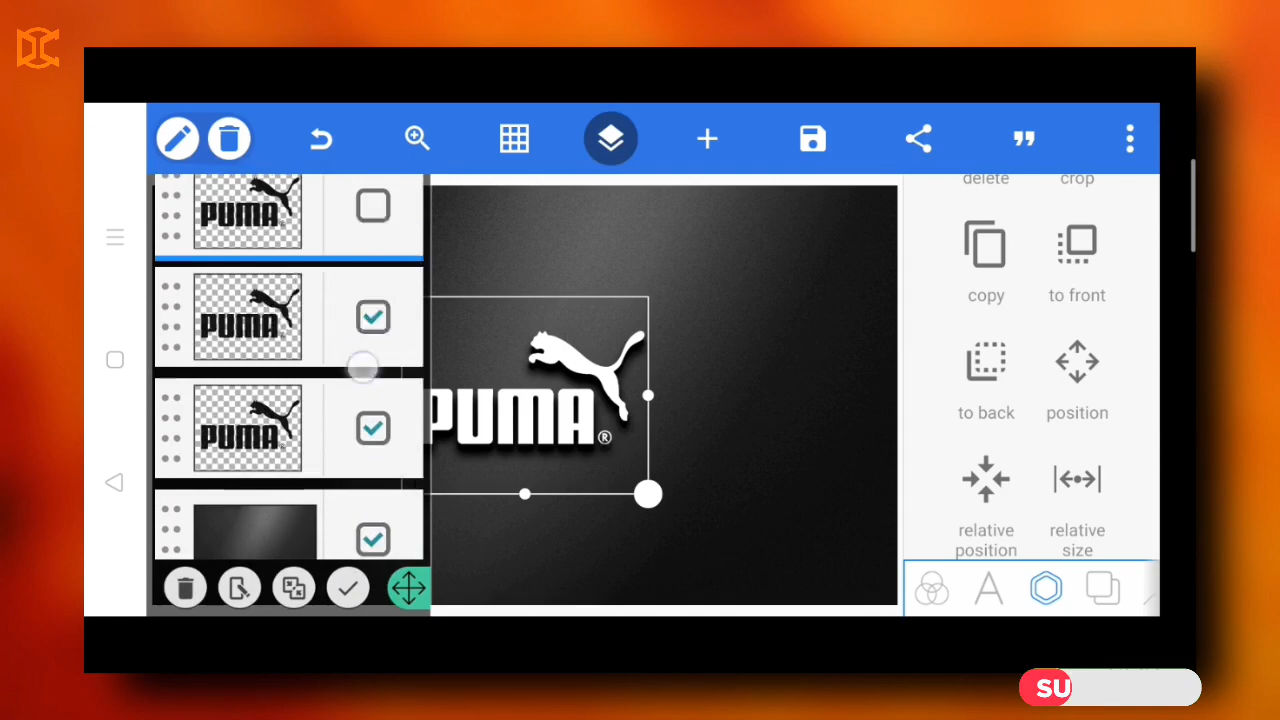 delete crop
PUMA
copy to front
PUMA
to back position
PUMA®
PUMA
relative position relative size
SU